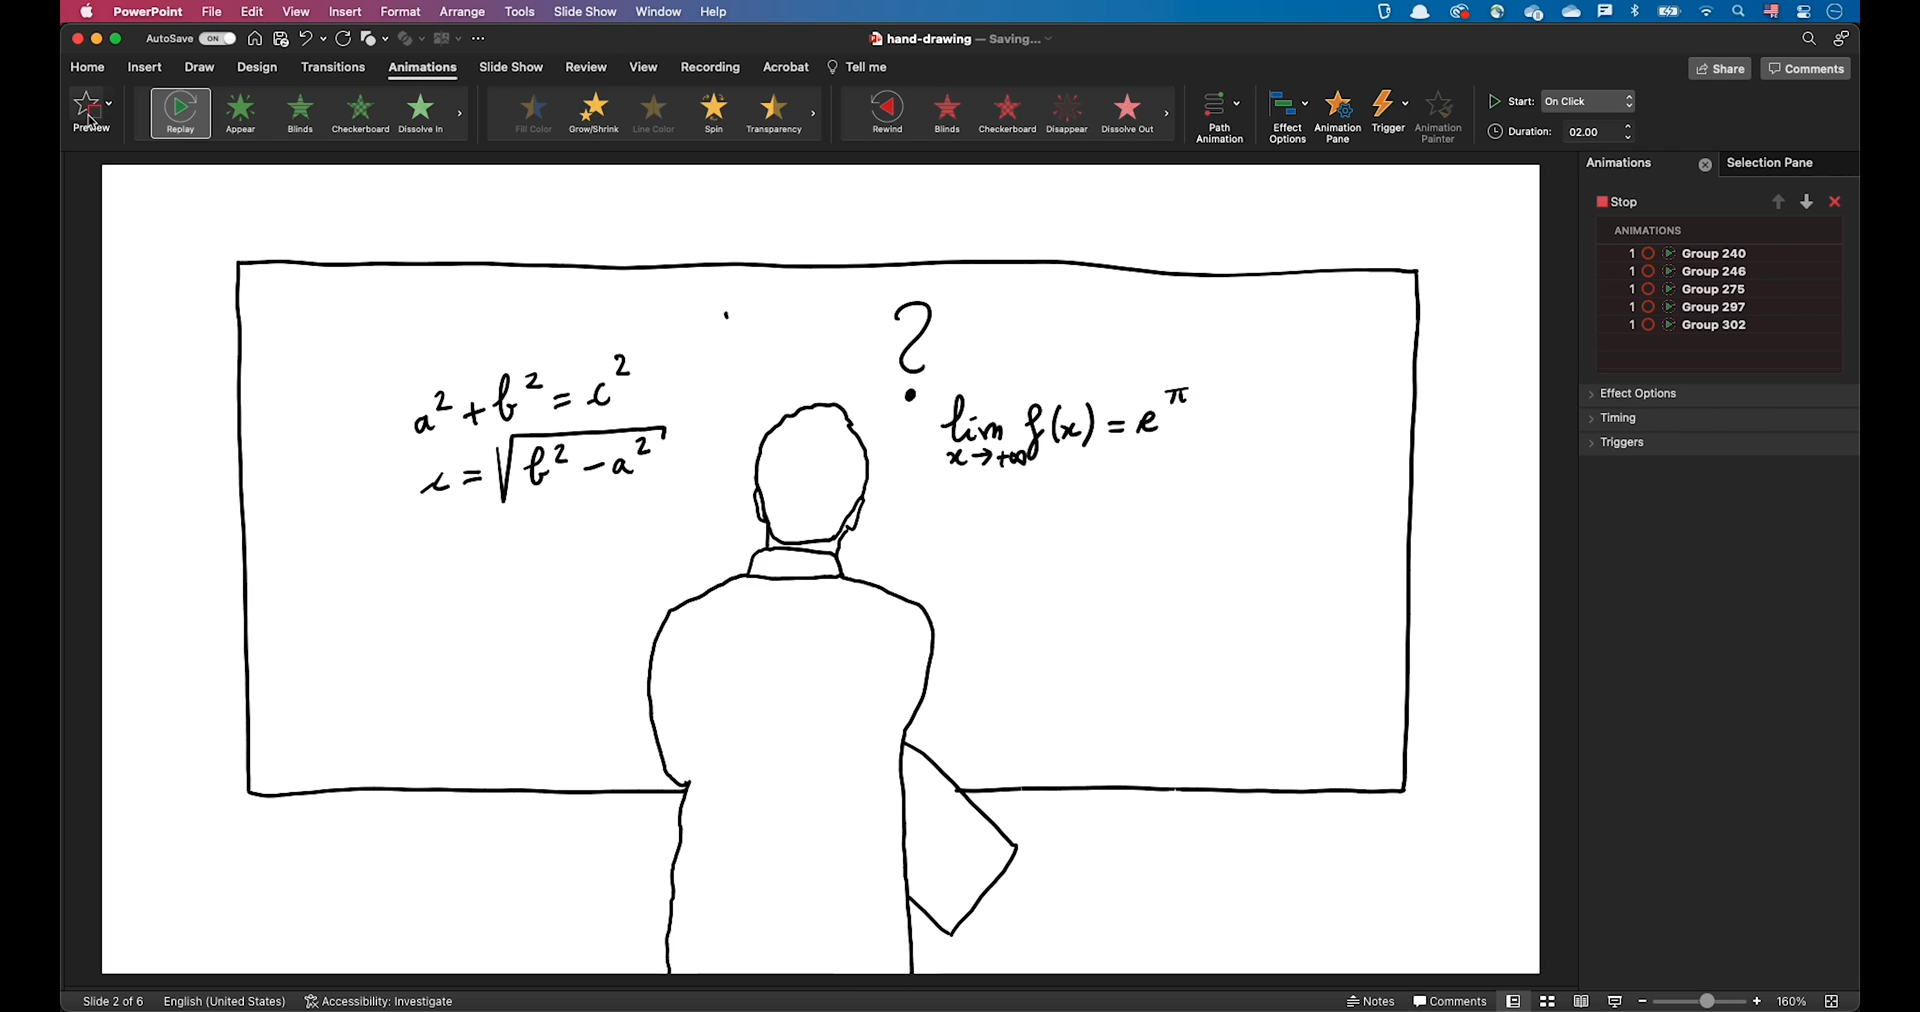 PowerPoint File Edit View Insert Format Arrange Tools Slide Show Window Help
AutoSave ON hand-drawing — Saving...
Home Insert Draw Design Transitions Animations Slide Show Review View Recording Acrobat Tell me Share Comments
Preview Replay Appear Blinds Checkerboard Dissolve In Fill Color Grow/Shrink Line Color Spin Transparency Rewind Blinds Checkerboard Disappear Dissolve Out Path Animation Effect Options Animation Pane Trigger Animation Painter
Start: On Click
Duration: 02.00
Animations Selection Pane
Stop
ANIMATIONS
1 Group 240
1 Group 246
1 Group 275
1 Group 297
1 Group 302
Effect Options
Timing
Triggers
?
a² + b² = c²
c = √b² − a²
lim f(x) = e^π
x → +∞
Slide 2 of 6 English (United States) Accessibility: Investigate Notes Comments − + 160%